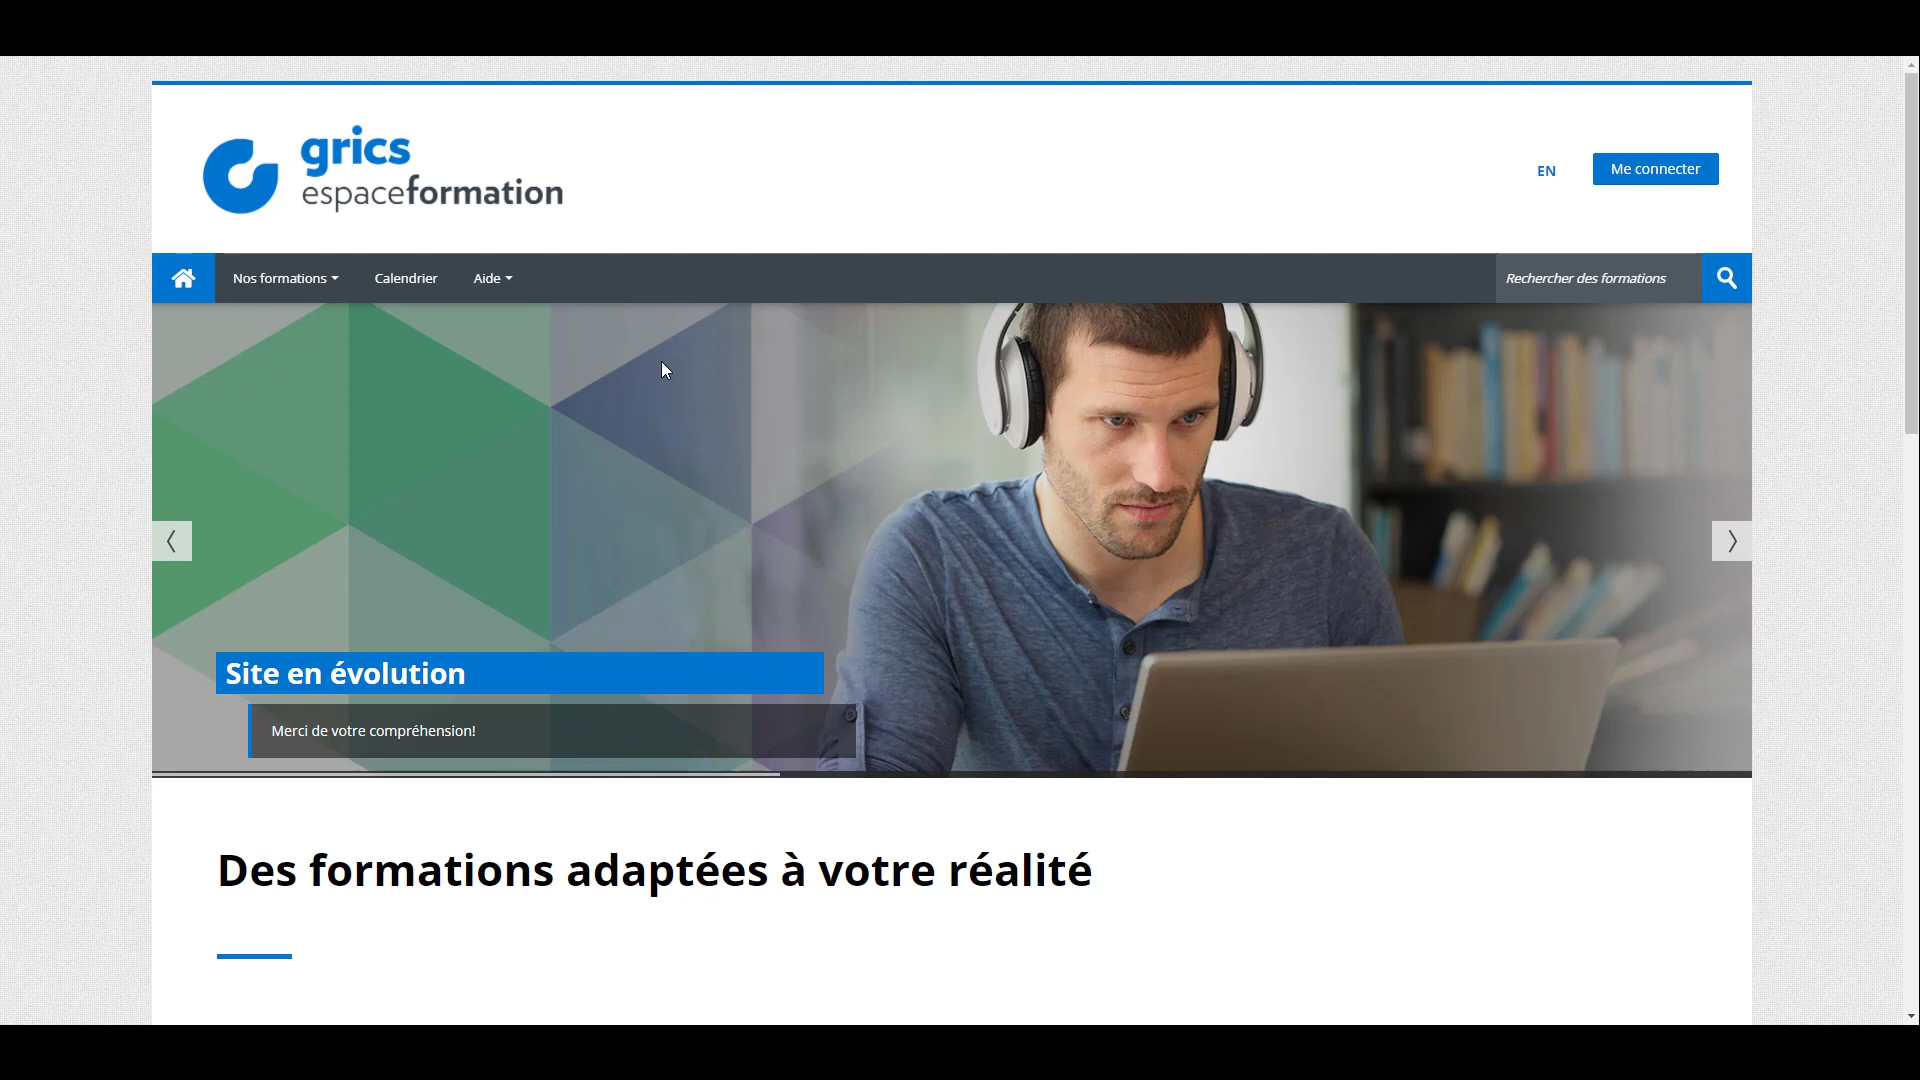 grics
espaceformation
EN
Me connecter
Nos formations
Calendrier
Aide
Rechercher des formations
Site en évolution
Merci de votre compréhension!
Des formations adaptées à votre réalité